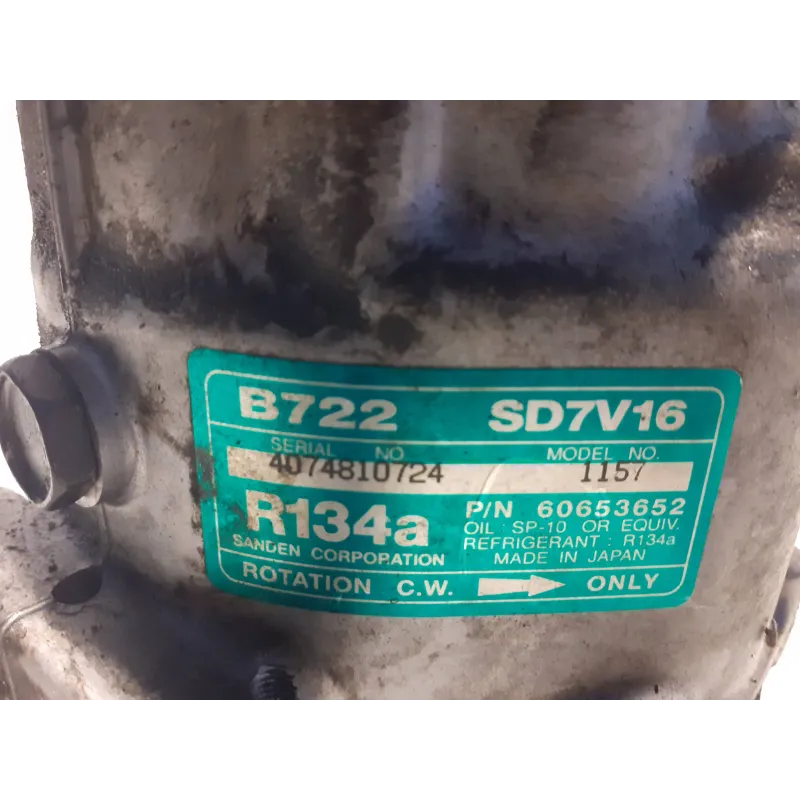 B722 SD7V16
SERIAL NO. MODEL NO.
4074810724 1157
R134a P/N 60653652
OIL : SP-10 OR EQUIV.
SANDEN CORPORATION REFRIGERANT : R134a
MADE IN JAPAN
ROTATION C.W. ONLY